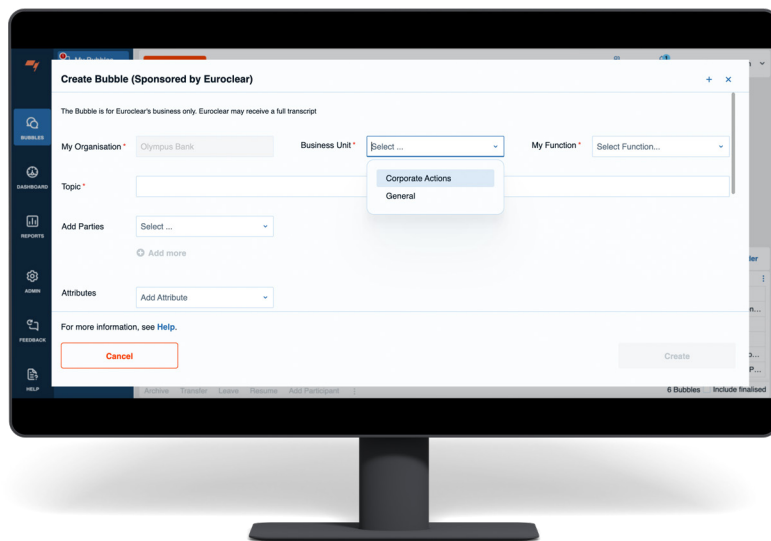 My Bubbles
Create Bubble (Sponsored by Euroclear)
+ ×
The Bubble is for Euroclear's business only. Euroclear may receive a full transcript
My Organisation * Olympus Bank Business Unit * Select ... My Function * Select Function...
Corporate Actions
General
Topic *
Add Parties Select ...
Add more
Attributes Add Attribute
For more information, see Help.
Cancel Create
BUBBLES
DASHBOARD
REPORTS
ADMIN
FEEDBACK
HELP
Archive Transfer Leave Resume Add Participant 6 Bubbles Include finalised